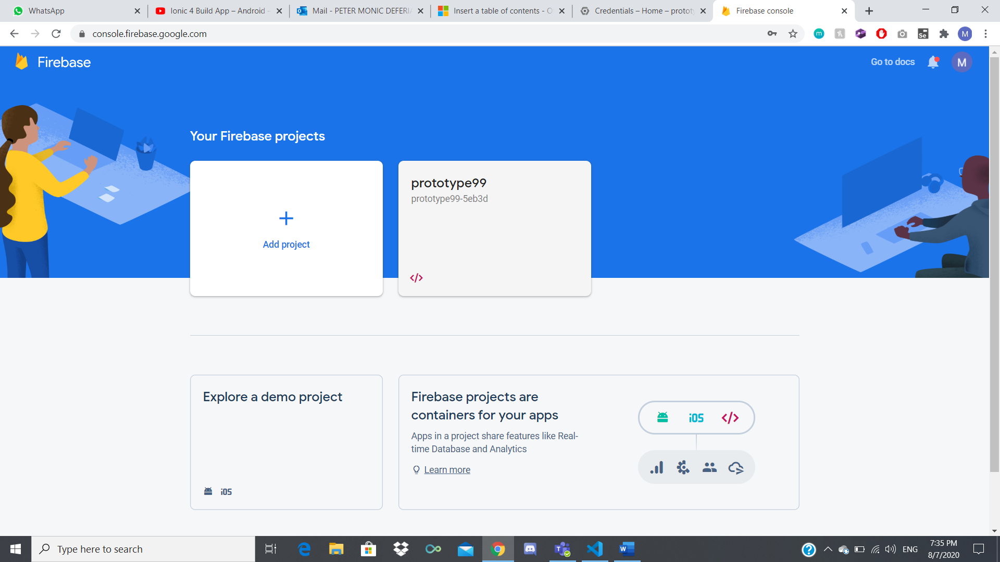 WhatsApp
Ionic 4 Build App – Android –
Mail - PETER MONIC DEFERIA
Insert a table of contents - O
Credentials – Home – prototy
Firebase console
console.firebase.google.com
m
h
Se
M
Firebase
Go to docs
M
Your Firebase projects
Add project
prototype99
prototype99-5eb3d
Explore a demo project
iOS
Firebase projects are
containers for your apps
Apps in a project share features like Real-
time Database and Analytics
Learn more
iOS
Type here to search
ENG
7:35 PM
8/7/2020